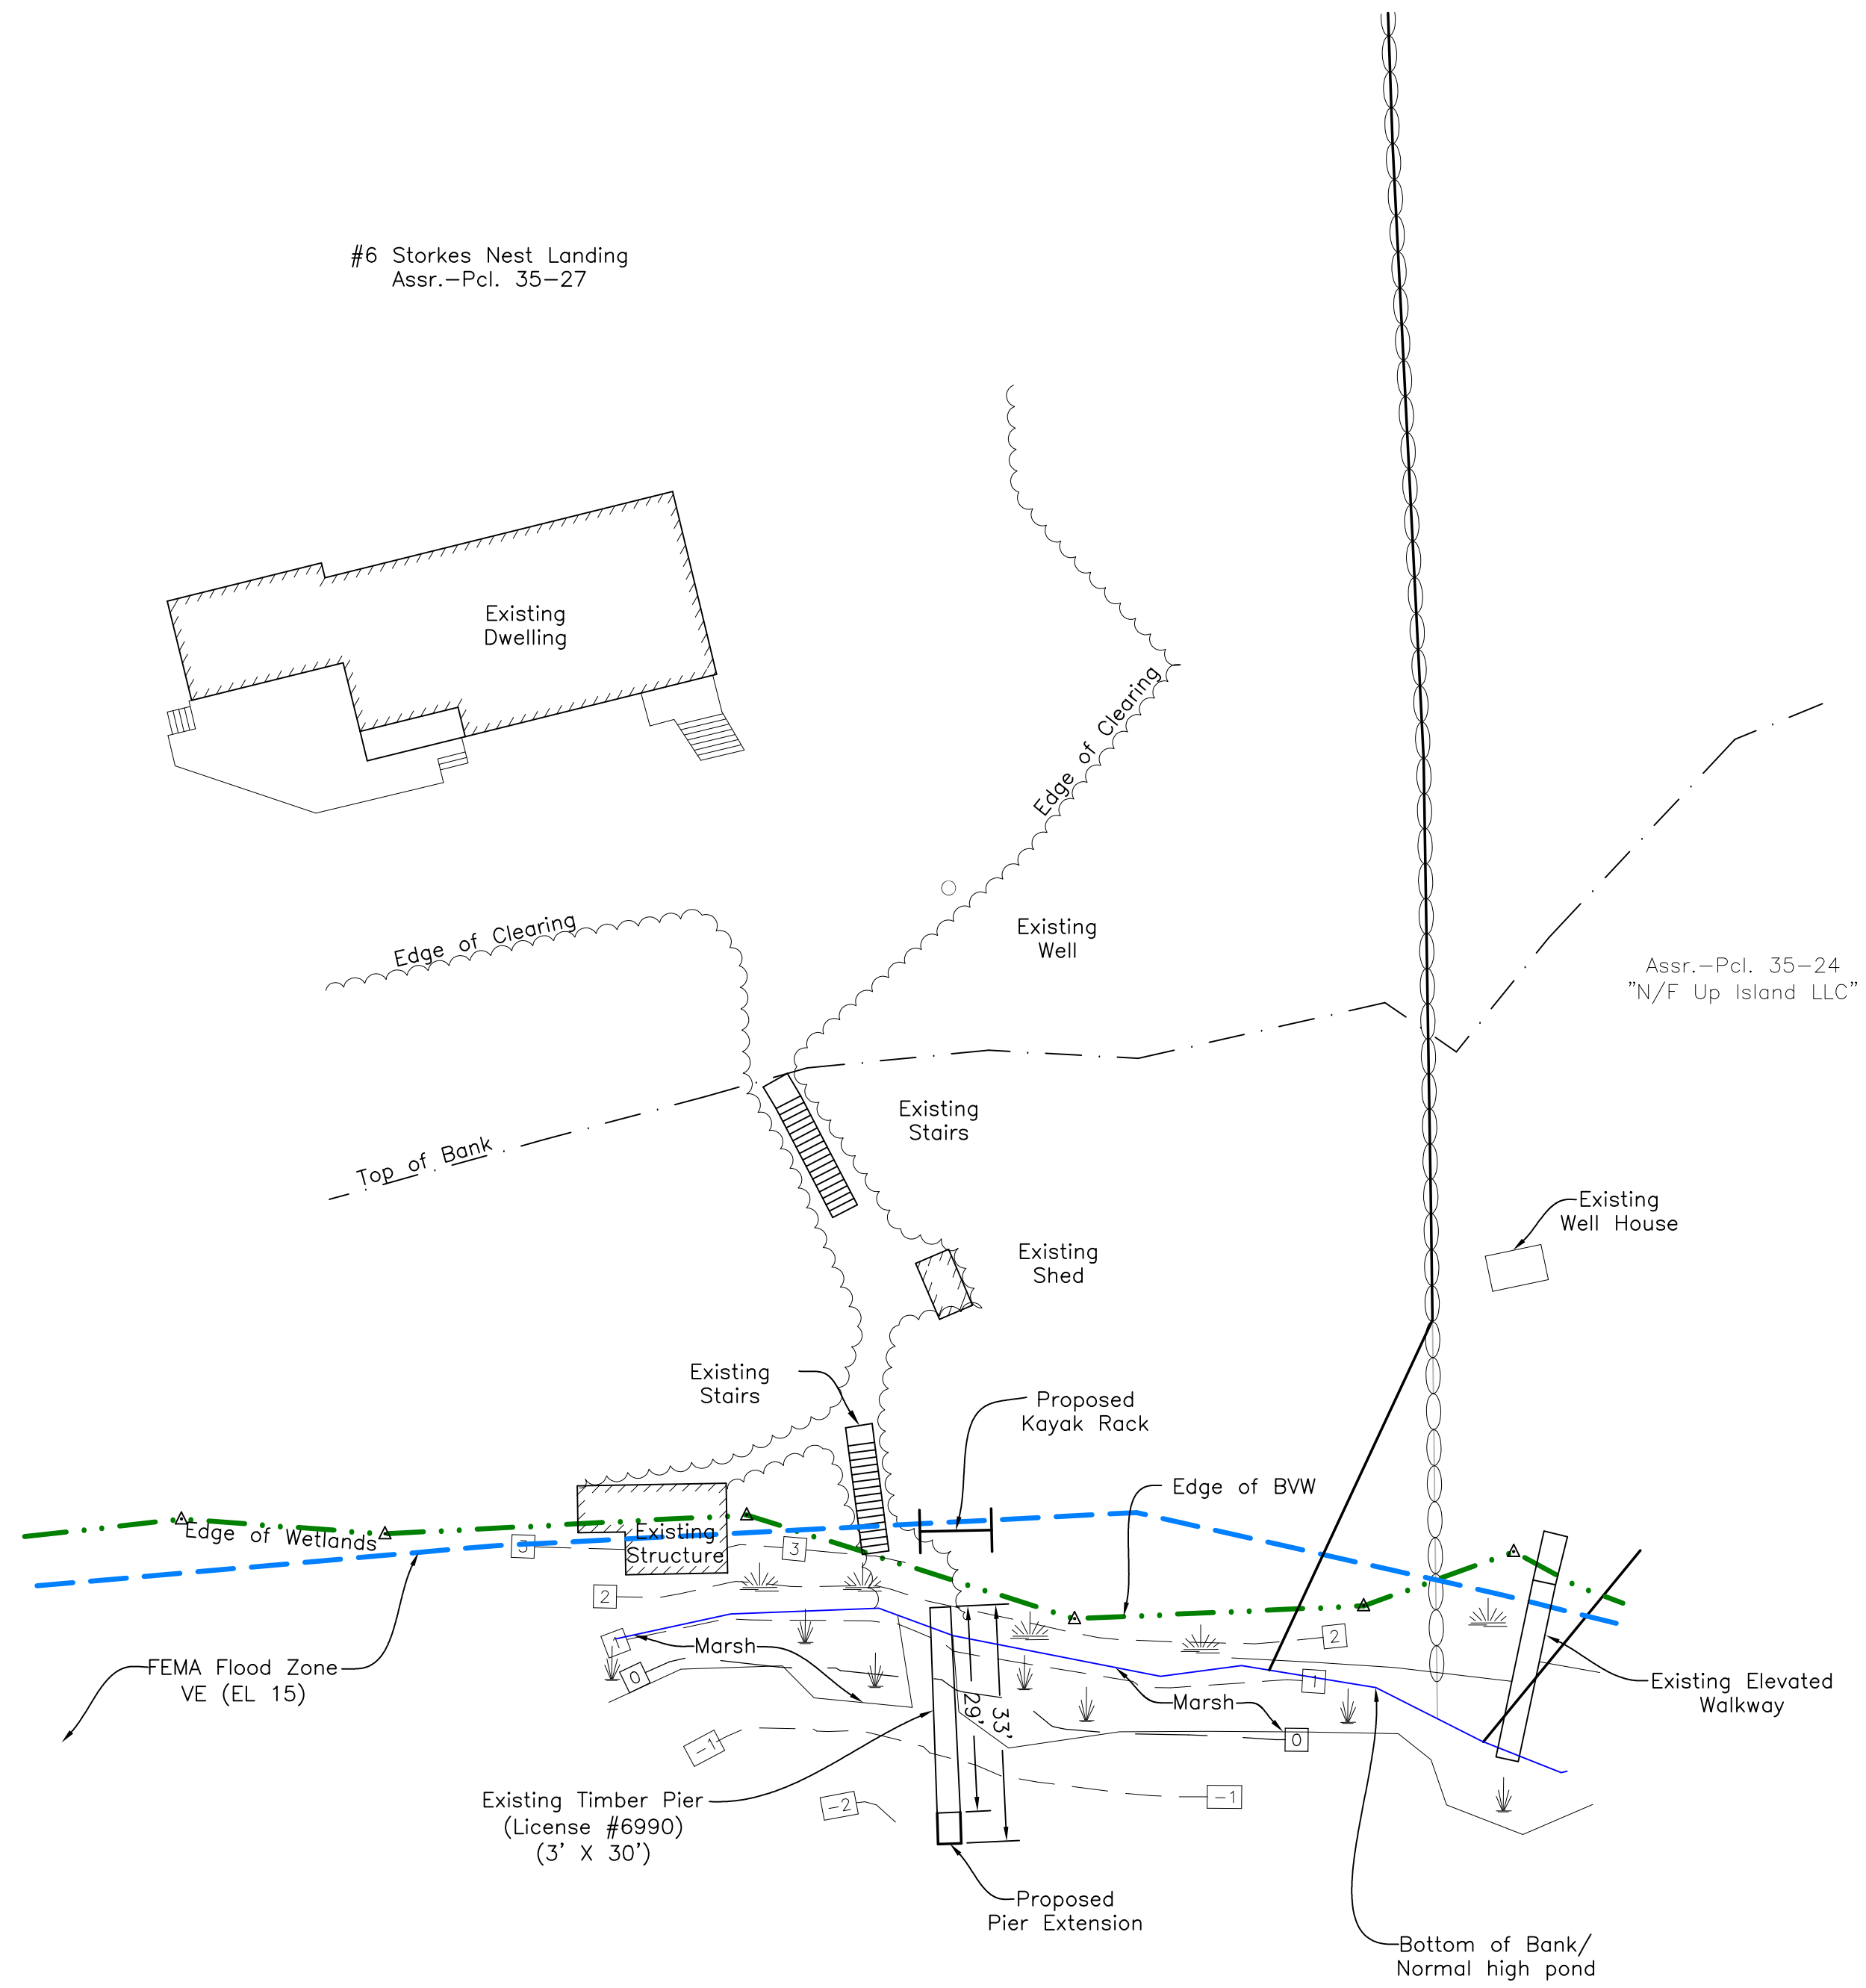 #6 Storkes Nest Landing
Assr.-Pcl. 35-27
Existing
Dwelling
Edge of Clearing
Edge of Clearing
Existing
Well
Assr.-Pcl. 35-24
"N/F Up Island LLC"
Top of Bank
Existing
Stairs
Existing
Well House
Existing
Shed
Existing
Stairs
Proposed
Kayak Rack
Edge of BVW
Edge of Wetlands
Existing
Structure
3
3
2
2
1
1
0
0
-1
-1
-2
Marsh
Marsh
FEMA Flood Zone
VE (EL 15)
29'
33'
Existing Elevated
Walkway
Existing Timber Pier
(License #6990)
(3' X 30')
Proposed
Pier Extension
Bottom of Bank/
Normal high pond